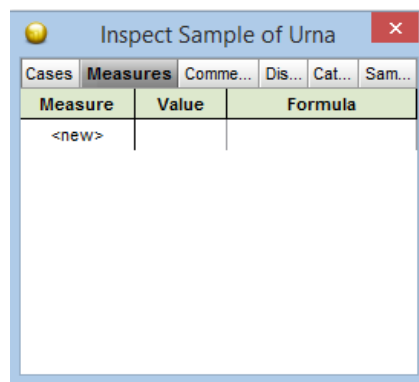 Inspect Sample of Urna
Cases Measures Comme... Dis... Cat... Sam...
Measure Value Formula
<new>